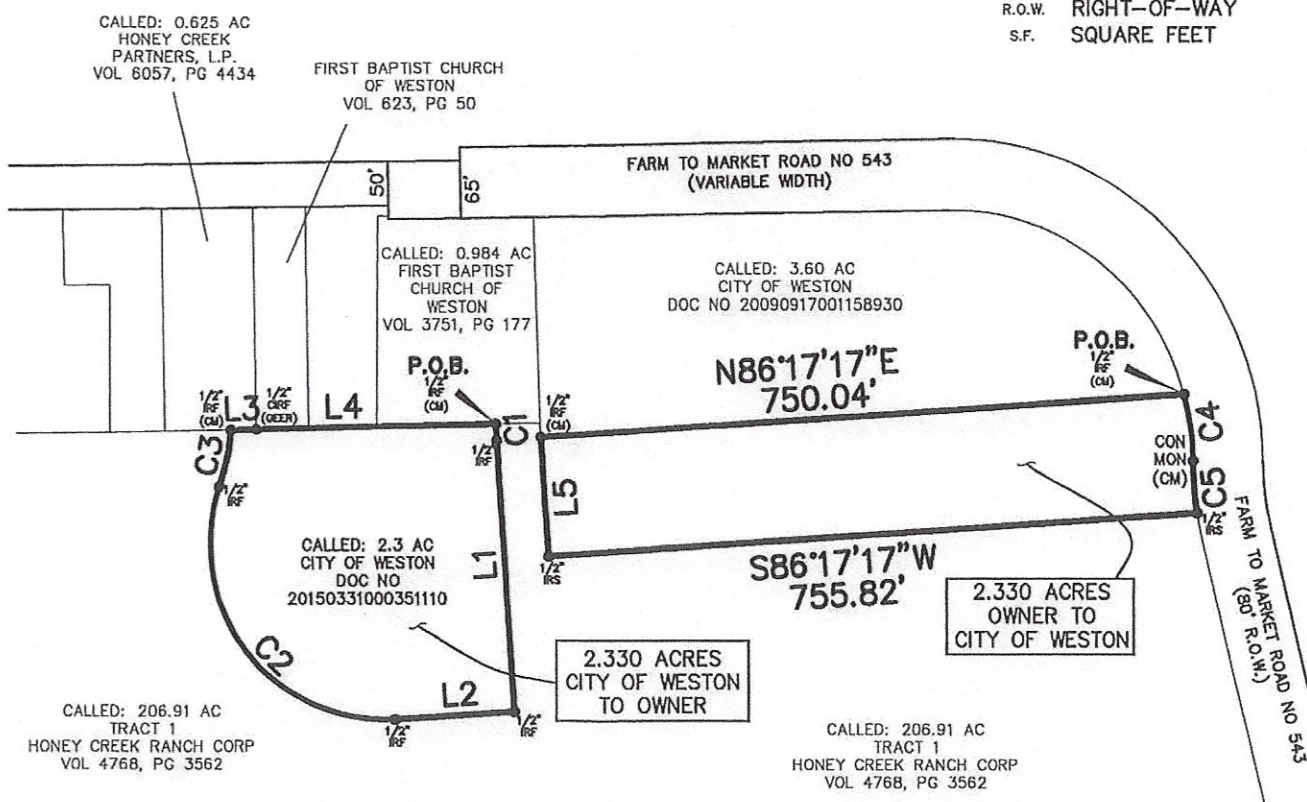 R.O.W. RIGHT-OF-WAY
S.F. SQUARE FEET
CALLED: 0.625 AC
HONEY CREEK
PARTNERS, L.P.
VOL 6057, PG 4434
FIRST BAPTIST CHURCH
OF WESTON
VOL 623, PG 50
FARM TO MARKET ROAD NO 543
(VARIABLE WIDTH)
50'
65'
CALLED: 0.984 AC
FIRST BAPTIST
CHURCH OF
WESTON
VOL 3751, PG 177
CALLED: 3.60 AC
CITY OF WESTON
DOC NO 20090917001158930
P.O.B.
1/2"
IRF
(CM)
P.O.B.
1/2"
IRF
(CM)
N86°17'17"E
750.04'
1/2"
IRF
(CM)
L3
1/2"
CIRF
(GEER)
L4
C1
1/2"
IRF
(CM)
C4
C3
1/2"
IRF
1/2"
IRF
CON
MON
(CM)
C5
L5
1/2"
IRS
CALLED: 2.3 AC
CITY OF WESTON
DOC NO
20150331000351110
L1
1/2"
IRS
S86°17'17"W
755.82'
2.330 ACRES
OWNER TO
CITY OF WESTON
FARM TO MARKET ROAD NO 543
(80' R.O.W.)
C2
2.330 ACRES
CITY OF WESTON
TO OWNER
L2
1/2"
IRF
1/2"
IRF
CALLED: 206.91 AC
TRACT 1
HONEY CREEK RANCH CORP
VOL 4768, PG 3562
CALLED: 206.91 AC
TRACT 1
HONEY CREEK RANCH CORP
VOL 4768, PG 3562